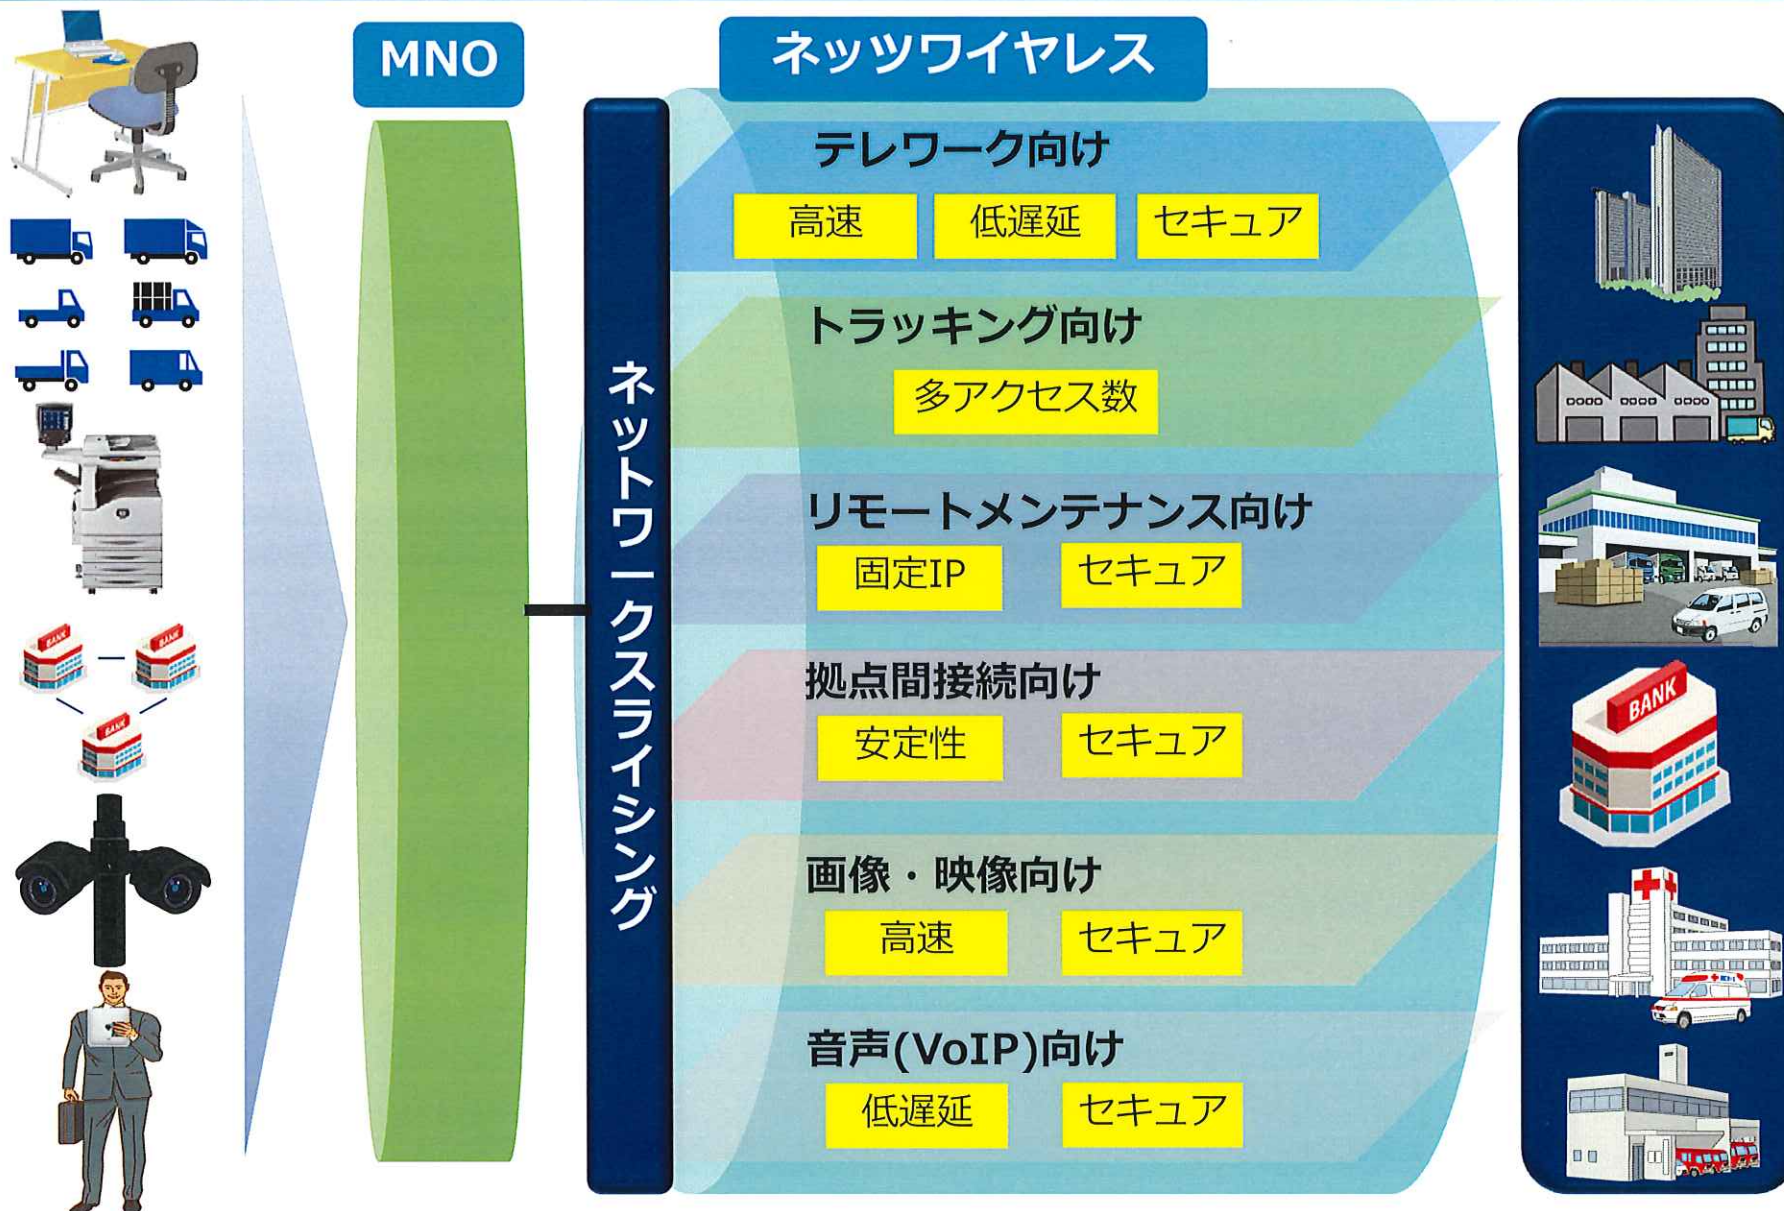 MNO
ネッツワイヤレス
ネットワークスライシング
テレワーク向け
高速
低遅延
セキュア
トラッキング向け
多アクセス数
リモートメンテナンス向け
固定IP
セキュア
拠点間接続向け
安定性
セキュア
画像・映像向け
高速
セキュア
音声(VoIP)向け
低遅延
セキュア
BANK
BANK
BANK
BANK